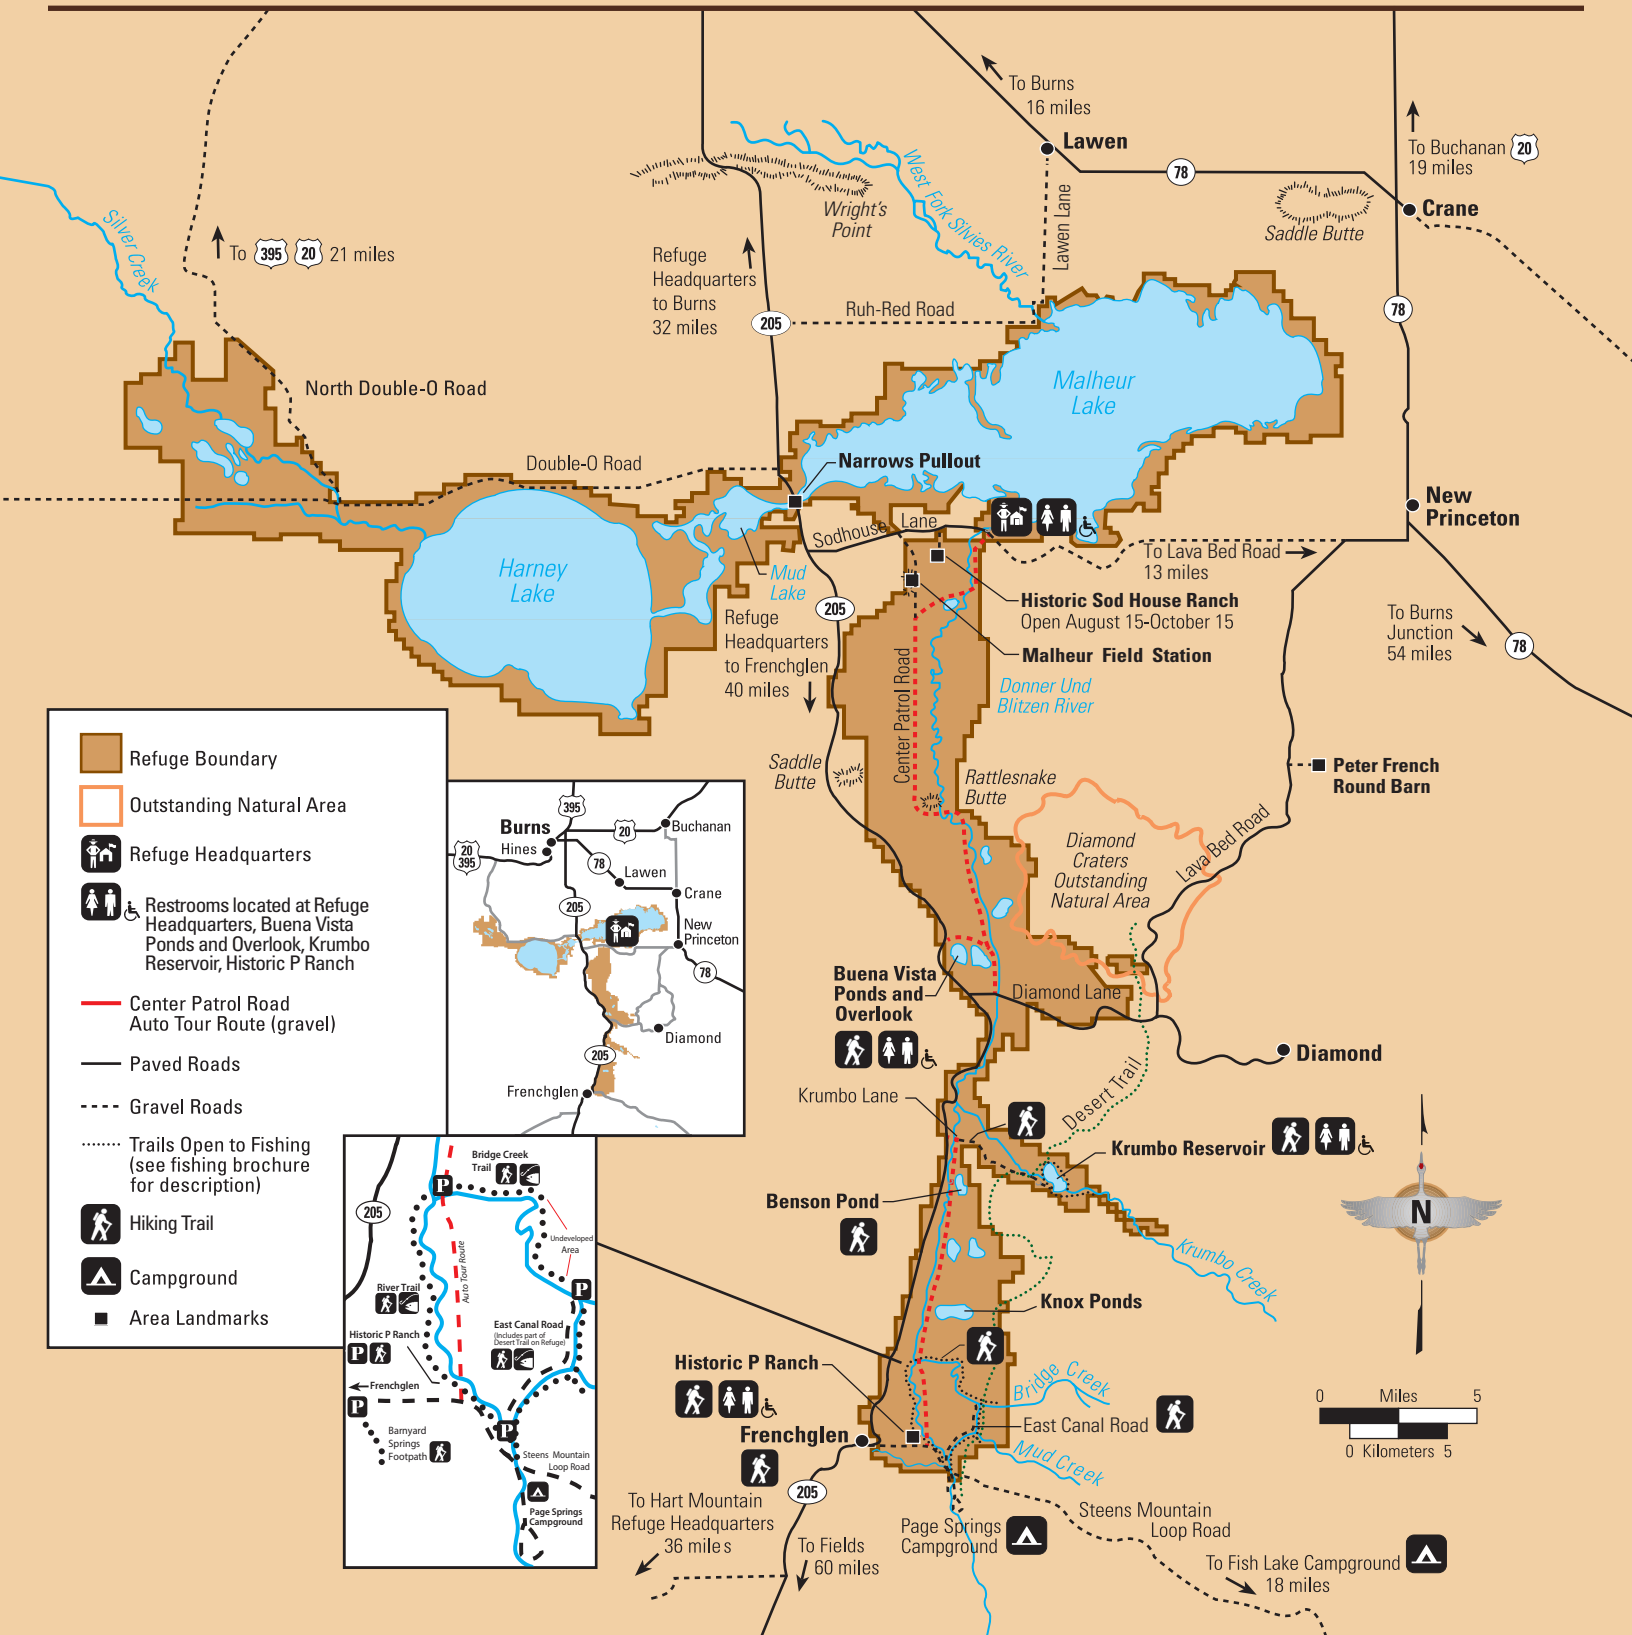 To Burns
16 miles
Lawen
To Buchanan 20
19 miles
78
West Fork Silvies River
Lawen Lane
Wright's
Point
Saddle Butte
Crane
Silver Creek
To 395 20 21 miles
Refuge
Headquarters
to Burns
32 miles
205
Ruh-Red Road
78
Malheur
Lake
North Double-O Road
Double-O Road
Narrows Pullout
New
Princeton
Sodhouse Lane
To Lava Bed Road
13 miles
Harney
Lake
Mud
Lake
205
Historic Sod House Ranch
Open August 15-October 15
Refuge
Headquarters
to Frenchglen
40 miles
To Burns
Junction
54 miles
78
Malheur Field Station
Donner Und
Blitzen River
Center Patrol Road
Saddle
Butte
Rattlesnake
Butte
Peter French
Round Barn
Diamond
Craters
Outstanding
Natural Area
Lava Bed Road
Buena Vista
Ponds and
Overlook
Diamond Lane
Diamond
Krumbo Lane
Desert Trail
Krumbo Reservoir
Benson Pond
Krumbo Creek
Knox Ponds
Historic P Ranch
Bridge Creek
East Canal Road
Frenchglen
Mud Creek
205
To Hart Mountain
Refuge Headquarters
36 miles
To Fields
60 miles
Page Springs
Campground
Steens Mountain
Loop Road
To Fish Lake Campground
18 miles
N
0 Miles 5
0 Kilometers 5
Refuge Boundary
Outstanding Natural Area
Refuge Headquarters
Restrooms located at Refuge
Headquarters, Buena Vista
Ponds and Overlook, Krumbo
Reservoir, Historic P Ranch
Center Patrol Road
Auto Tour Route (gravel)
Paved Roads
Gravel Roads
Trails Open to Fishing
(see fishing brochure
for description)
Hiking Trail
Campground
Area Landmarks
395
Burns
Hines
20
Buchanan
20
395
78
Lawen
Crane
205
New
Princeton
78
Diamond
205
Frenchglen
Bridge Creek
Trail
P
205
Undeveloped
Area
Auto Tour Route
River Trail
P
East Canal Road
(Includes part of
Desert Trail on Refuge)
Historic P Ranch
P
Frenchglen
P
P
Barnyard
Springs
Footpath
Steens Mountain
Loop Road
Page Springs
Campground